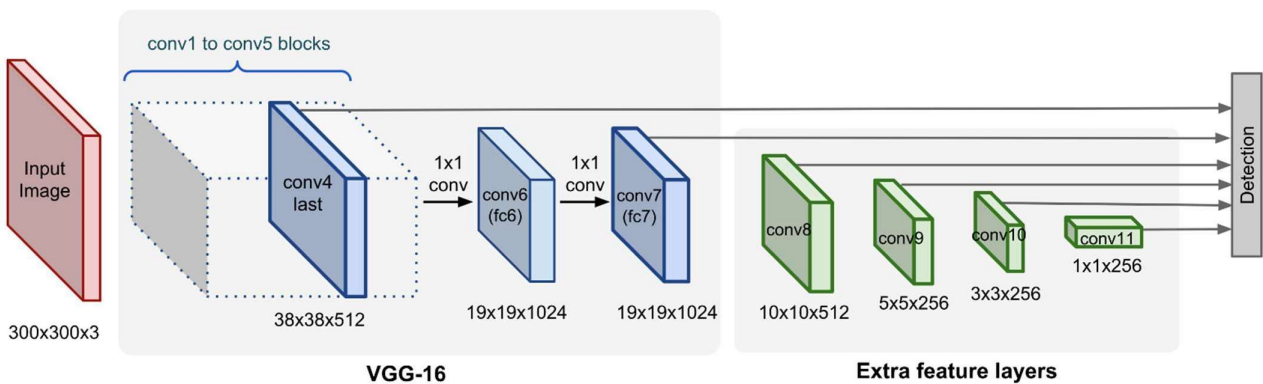 conv1 to conv5 blocks
Input
Image
300x300x3
conv4
last
38x38x512
1x1
conv
conv6
(fc6)
19x19x1024
1x1
conv
conv7
(fc7)
19x19x1024
VGG-16
conv8
10x10x512
conv9
5x5x256
conv10
3x3x256
conv11
1x1x256
Extra feature layers
Detection